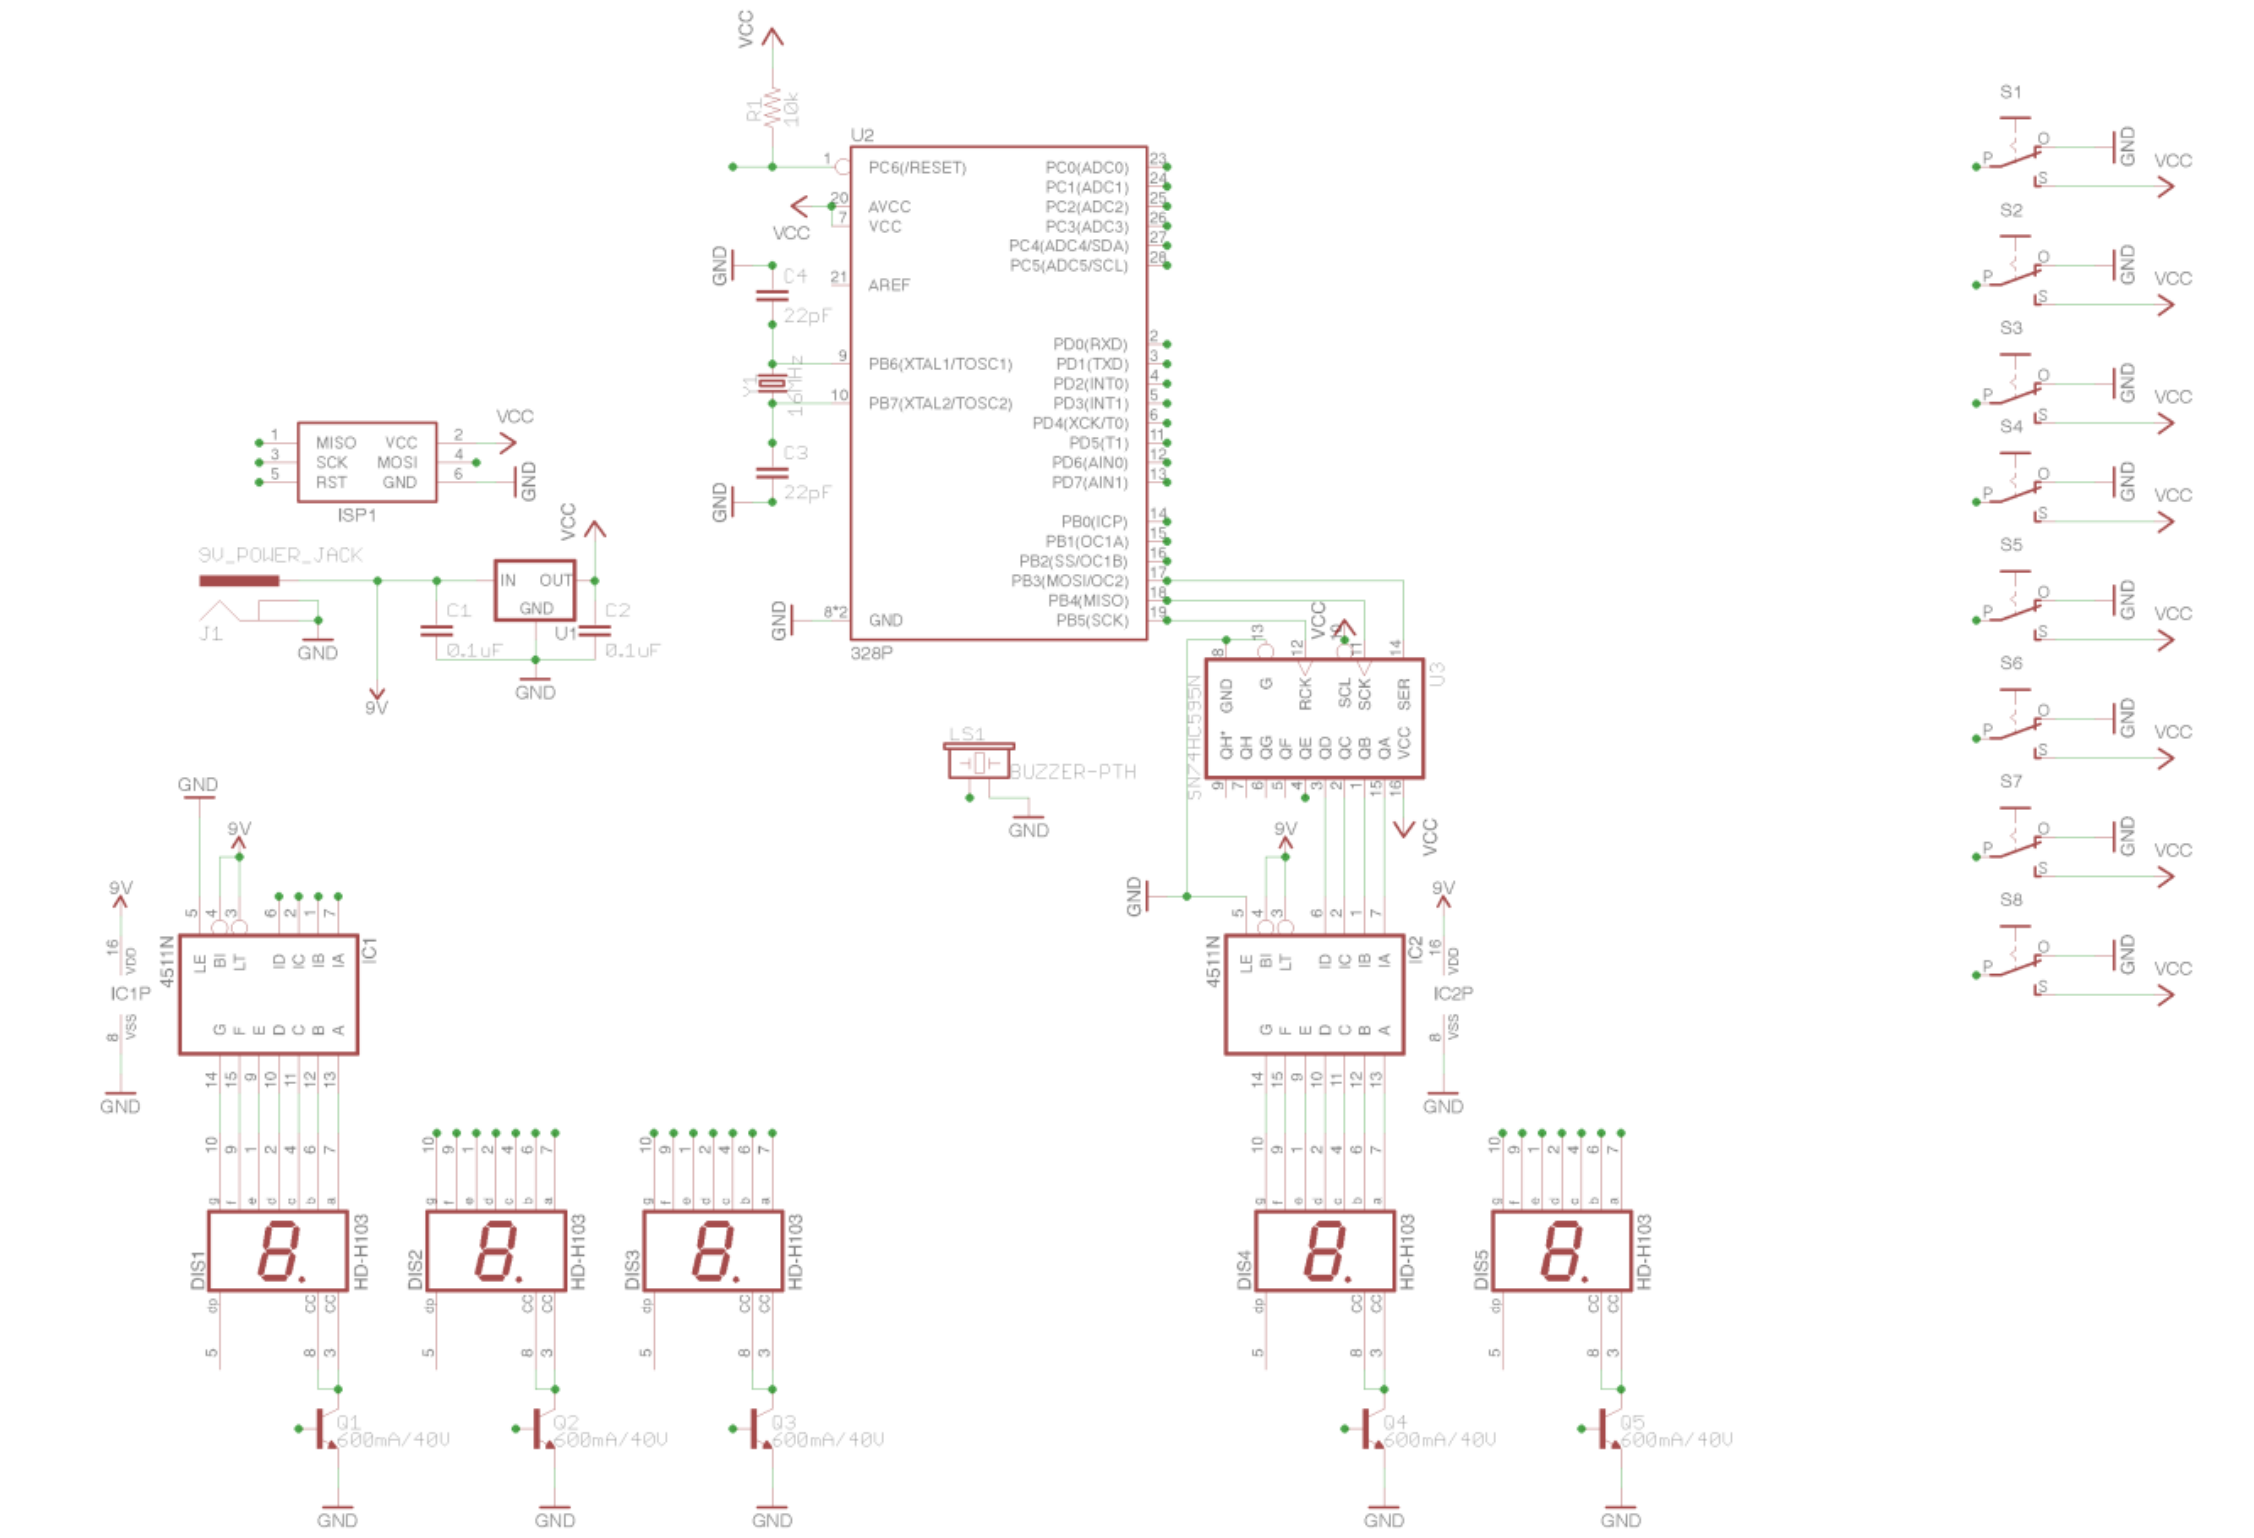 VCC
R1
10k
U2
1
PC6(/RESET)
20
AVCC
7
VCC
VCC
GND
C4
22pF
21
AREF
9
PB6(XTAL1/TOSC1)
Y1
16MHz
10
PB7(XTAL2/TOSC2)
C3
22pF
GND
GND
8*2
GND
328P
PC0(ADC0) 23
PC1(ADC1) 24
PC2(ADC2) 25
PC3(ADC3) 26
PC4(ADC4/SDA) 27
PC5(ADC5/SCL) 28
PD0(RXD) 2
PD1(TXD) 3
PD2(INT0) 4
PD3(INT1) 5
PD4(XCK/T0) 6
PD5(T1) 11
PD6(AIN0) 12
PD7(AIN1) 13
PB0(ICP) 14
PB1(OC1A) 15
PB2(SS/OC1B) 16
PB3(MOSI/OC2) 17
PB4(MISO) 18
PB5(SCK) 19
1 MISO VCC 2 VCC
3 SCK MOSI 4
5 RST GND 6 GND
ISP1
9V_POWER_JACK
J1
GND
9V
C1
0.1uF
IN OUT
GND
U1
VCC
C2
0.1uF
GND
LS1
BUZZER-PTH
GND
VCC
8 13 12 10 11 14
GND G RCK SCL SCK SER
QH* QH QG QF QE QD QC QB QA VCC
9 7 6 5 4 3 2 1 15 16
SN74HC595N
U3
VCC
GND
9V
9V
16 VDD
IC1P
8 VSS
GND
5 4 3 6 2 1 7
4511N
IC1
LE BI LT ID IC IB IA
G F E D C B A
14 15 9 10 11 12 13
10 9 1 2 4 6 7
g f e d c b a
DIS1
HD-H103
dp CC CC
5 8 3
Q1
600mA/40V
GND
10 9 1 2 4 6 7
g f e d c b a
DIS2
HD-H103
dp CC CC
5 8 3
Q2
600mA/40V
GND
10 9 1 2 4 6 7
g f e d c b a
DIS3
HD-H103
dp CC CC
5 8 3
Q3
600mA/40V
GND
GND
9V
5 4 3 6 2 1 7
4511N
IC2
LE BI LT ID IC IB IA
G F E D C B A
14 15 9 10 11 12 13
9V
16 VDD
IC2P
8 VSS
GND
10 9 1 2 4 6 7
g f e d c b a
DIS4
HD-H103
dp CC CC
5 8 3
Q4
600mA/40V
GND
10 9 1 2 4 6 7
g f e d c b a
DIS5
HD-H103
dp CC CC
5 8 3
Q5
600mA/40V
GND
S1
P O GND
S VCC
S2
P O GND
S VCC
S3
P O GND
S VCC
S4
P O GND
S VCC
S5
P O GND
S VCC
S6
P O GND
S VCC
S7
P O GND
S VCC
S8
P O GND
S VCC